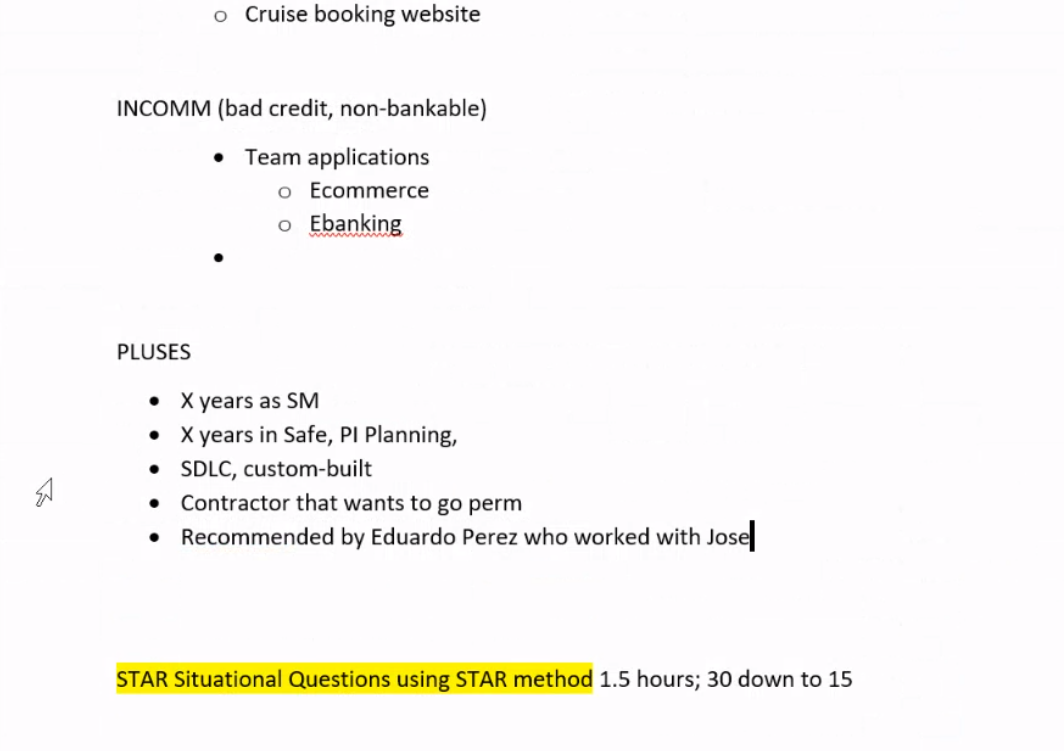 Cruise booking website
INCOMM (bad credit, non-bankable)
Team applications
Ecommerce
Ebanking
PLUSES
X years as SM
X years in Safe, PI Planning,
SDLC, custom-built
Contractor that wants to go perm
Recommended by Eduardo Perez who worked with Jose
STAR Situational Questions using STAR method 1.5 hours; 30 down to 15